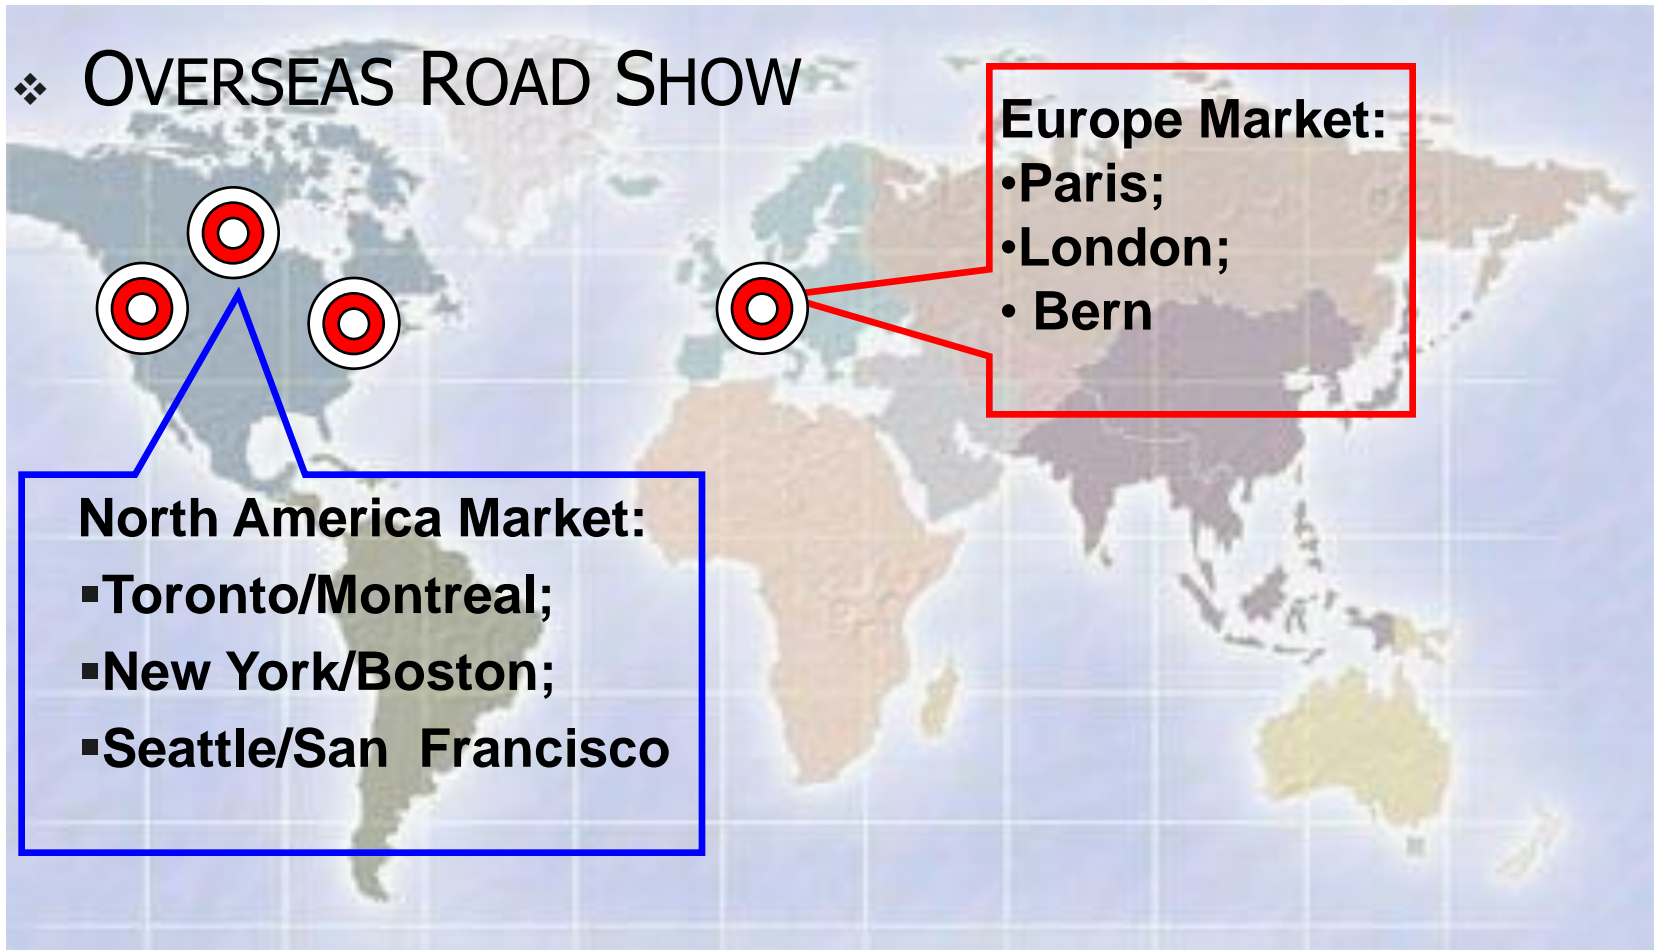 ❖ OVERSEAS ROAD SHOW
Europe Market:
•Paris;
•London;
• Bern
North America Market:
▪Toronto/Montreal;
▪New York/Boston;
▪Seattle/San Francisco